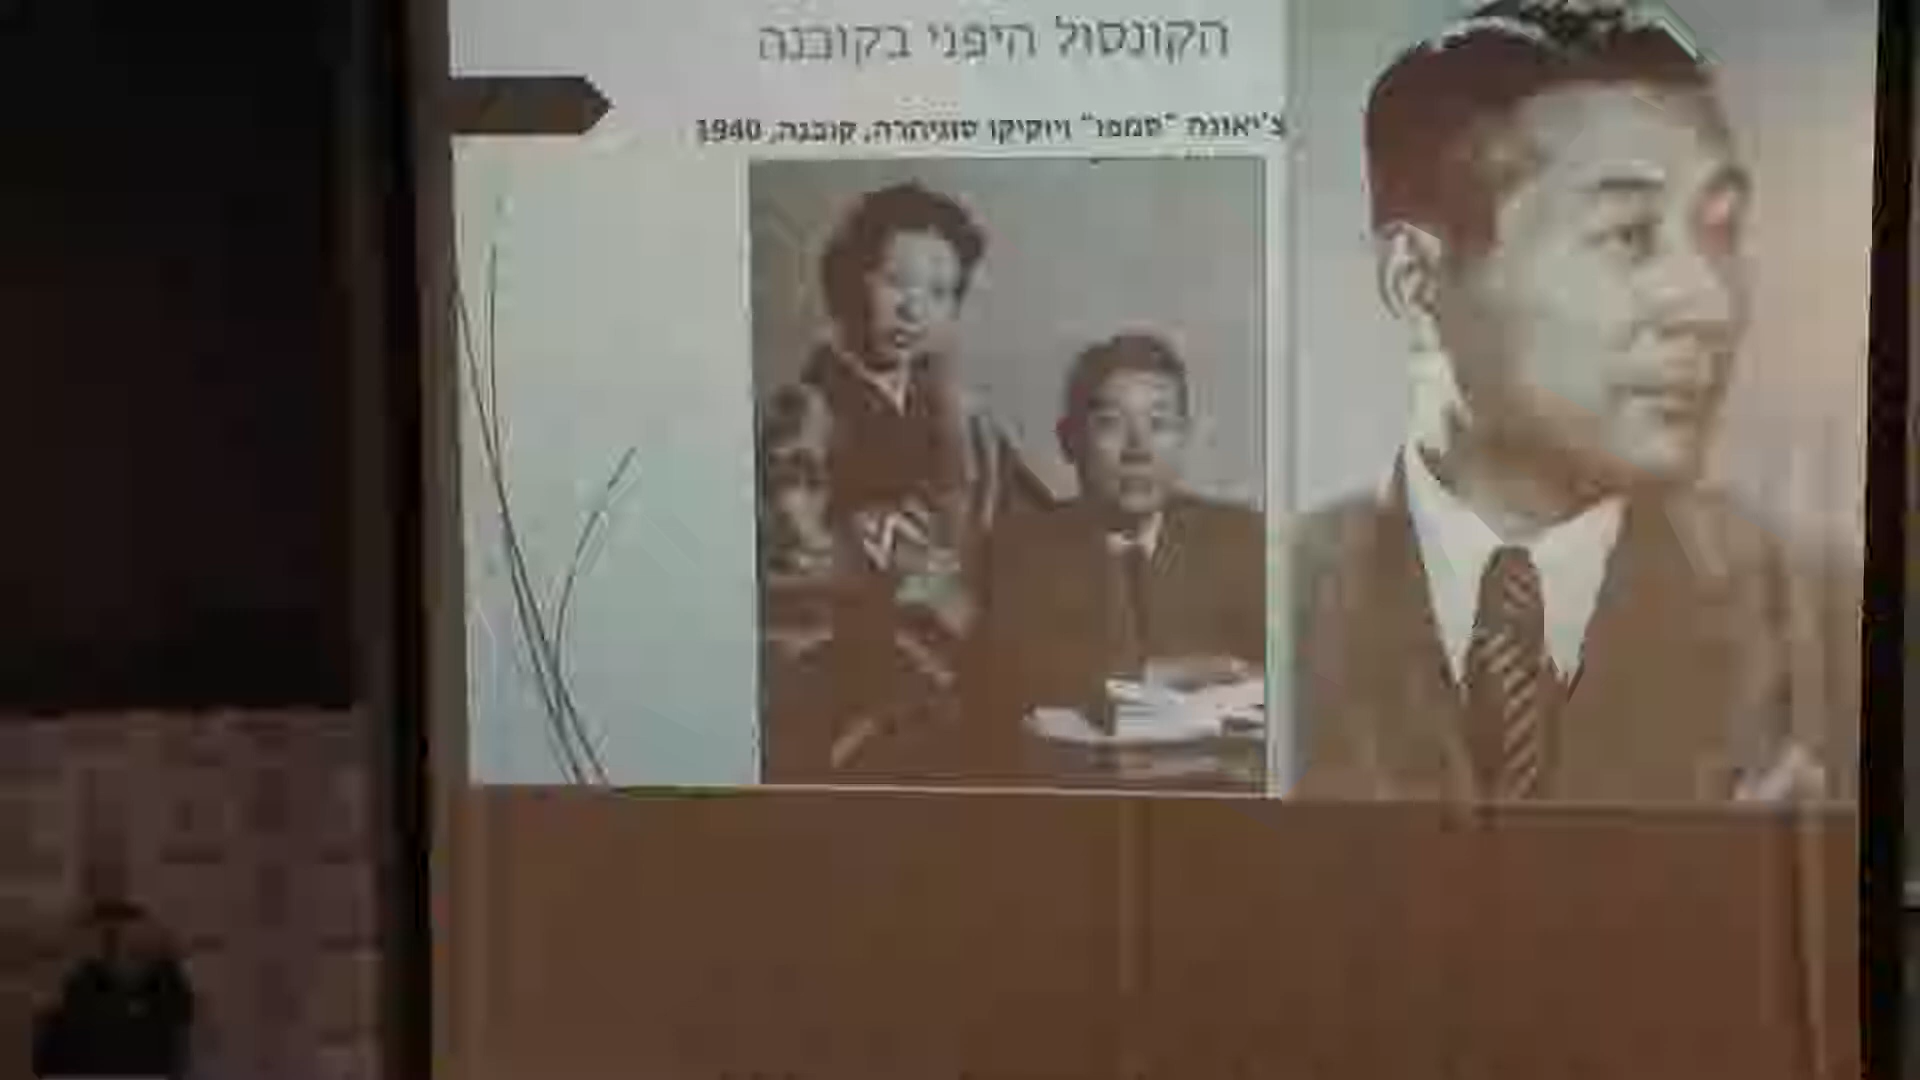 הקונסול היפני בקובנה
צ'יאונה "סמפו" ויוקיקו סוגיהרה, קובנה, 1940